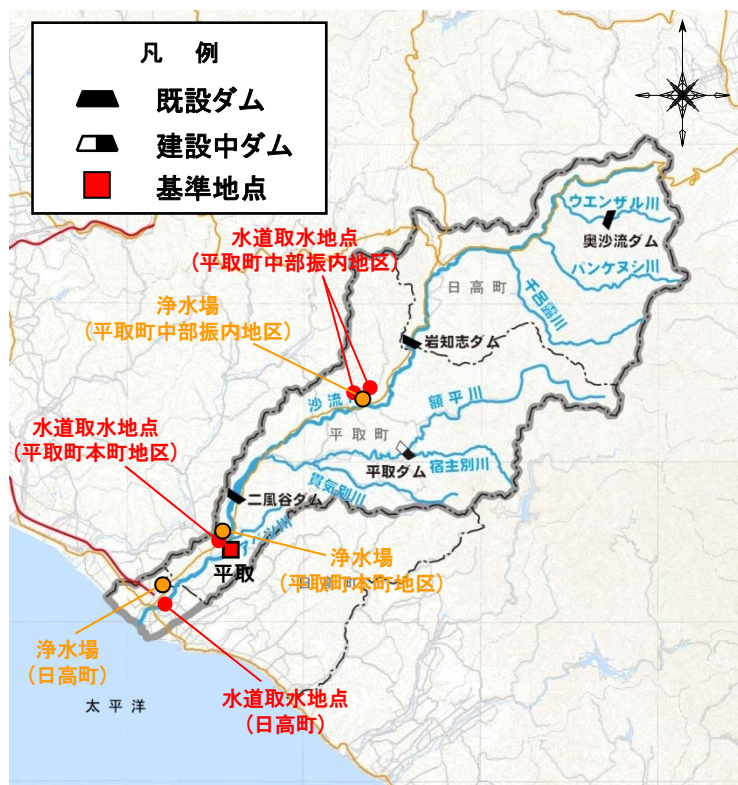 凡 例
既設ダム
建設中ダム
基準地点
水道取水地点
(平取町中部振内地区)
浄水場
(平取町中部振内地区)
ウエンザル川
奥沙流ダム
パンケヌシ川
千呂露川
日高町
岩知志ダム
沙流
額平川
平取町
平取ダム
宿主別川
水道取水地点
(平取町本町地区)
貫気別川
二風谷ダム
平取
浄水場
(平取町本町地区)
浄水場
(日高町)
水道取水地点
(日高町)
太平洋